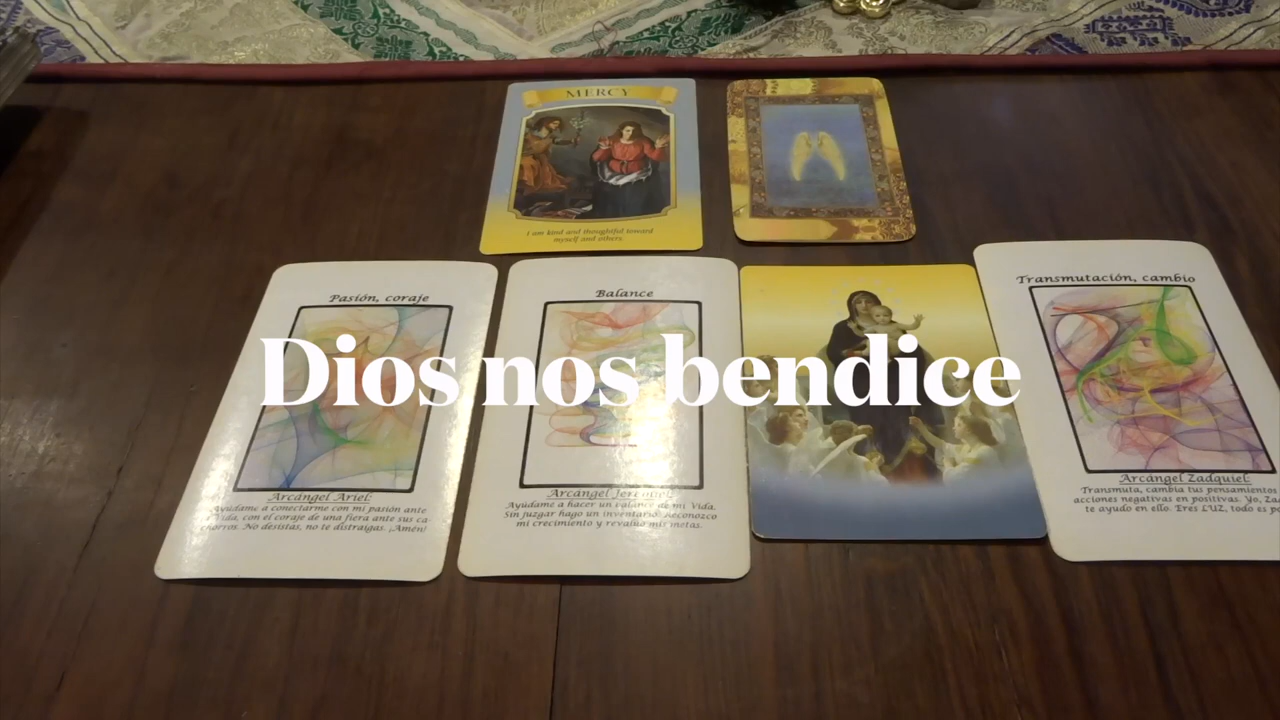 MERCY
I am kind and thoughtful toward
myself and others.
Pasión, coraje
Balance
Transmutación, cambio
Dios nos bendice
Arcángel Ariel:
Ayúdame a conectarme con mi pasión ante
la vida, con el coraje de una fiera ante sus ca-
chorros. No desistas, no te distraigas. ¡Amén!
Arcángel Jeremiel:
Ayúdame a hacer un balance de mi Vida.
Sin juzgar hago un inventario. Reconozco
mi crecimiento y revalúo mis metas.
Arcángel Zadquiel:
Transmuta, cambia tus pensamientos
acciones negativas en positivas. Yo,
te ayudo en ello. Eres LUZ, todo es